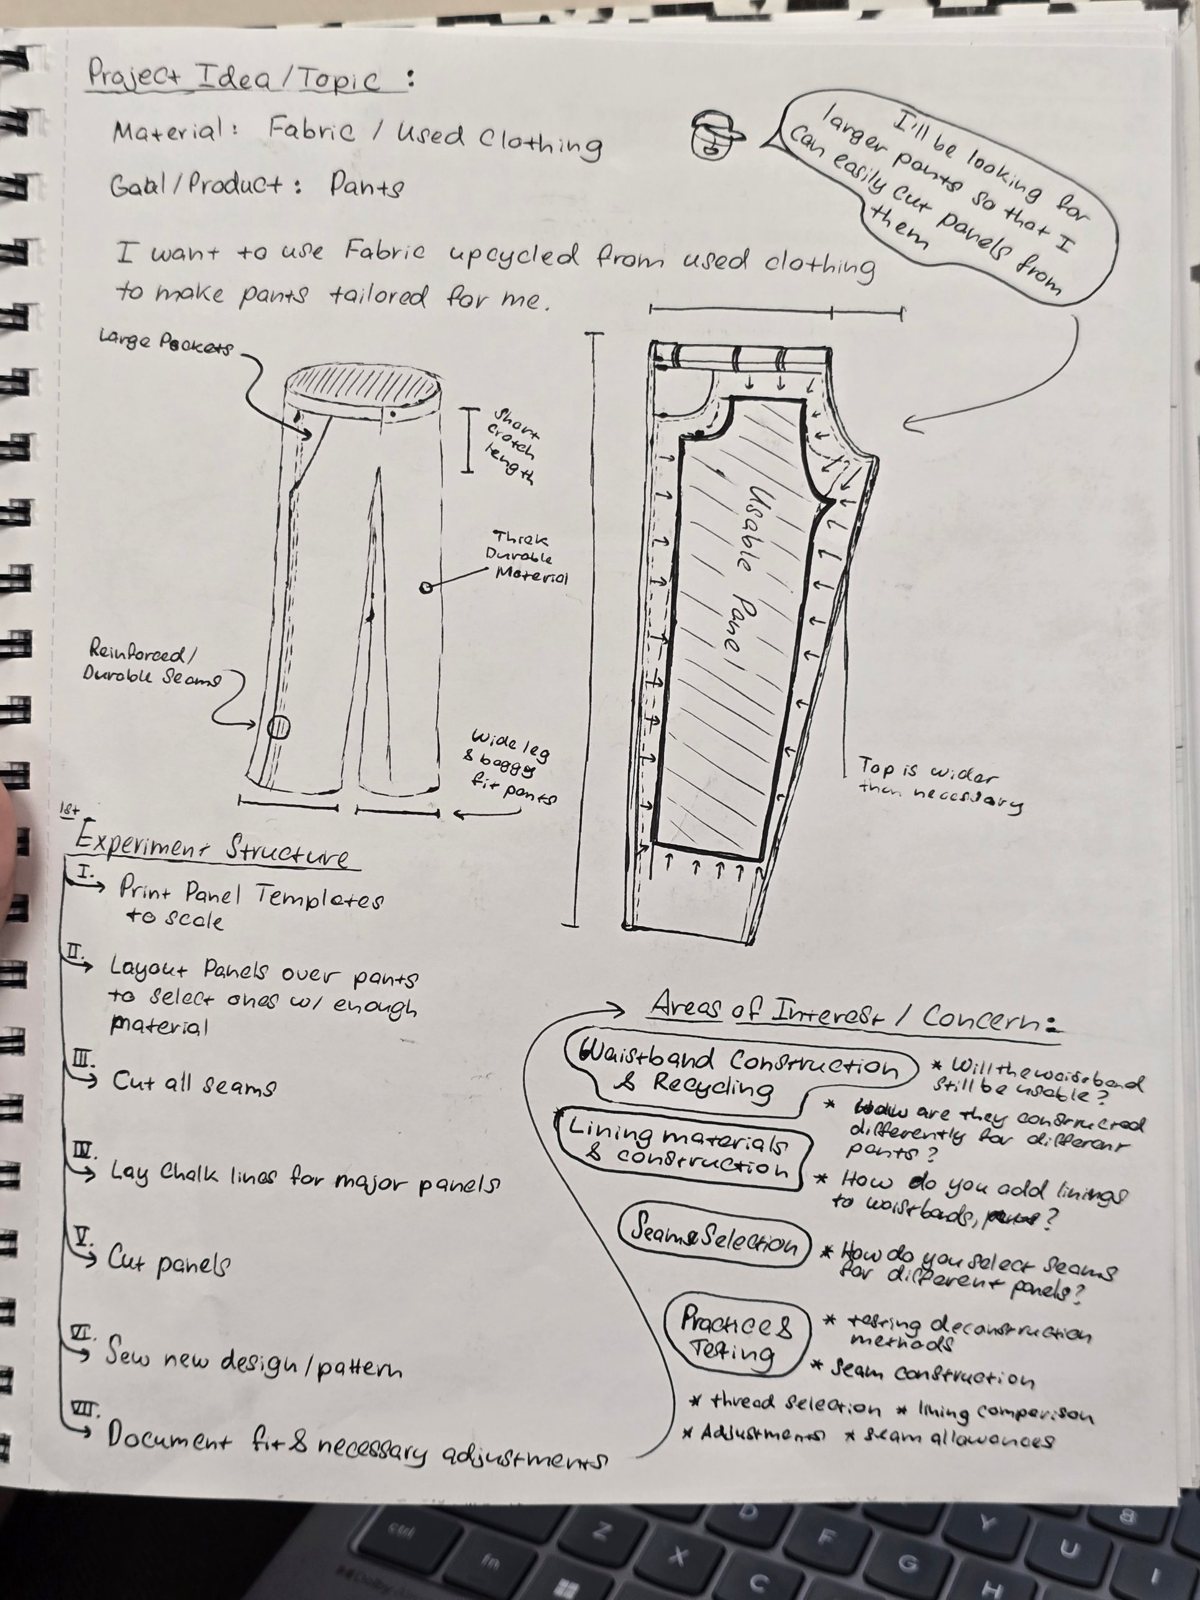 Project Idea/Topic :
Material: Fabric / Used Clothing
Goal/Product: Pants
I want to use Fabric upcycled from used clothing
to make pants tailored for me.
I'll be looking for
larger pants so that I
can easily cut panels from
them
Large Pockets
Short
crotch
length
Thick
Durable
Material
Reinforced/
Durable Seams
Wide leg
& baggy
fit pants
Usable Panel
Top is wider
than necessary
1st
Experiment Structure
I.
Print Panel Templates
to scale
II.
Layout Panels over pants
to select ones w/ enough
material
III.
Cut all seams
IV.
Lay Chalk lines for major panels
V.
Cut panels
VI.
Sew new design/pattern
VII.
Document fit & necessary adjustments
Areas of Interest / Concern:
Waistband Construction
& Recycling
* Will the waistband
still be usable?
* How are they constructed
differently for different
pants?
Lining materials
& construction
* How do you add linings
to waistbands, ?
Seam Selection
* How do you select seams
for different panels?
Practice &
Testing
* testing deconstruction
methods
* seam construction
* thread selection * lining comparison
* Adjustments * seam allowances
ctrl
fn
Z
X
C
D
F
G
H
Y
U
8
I